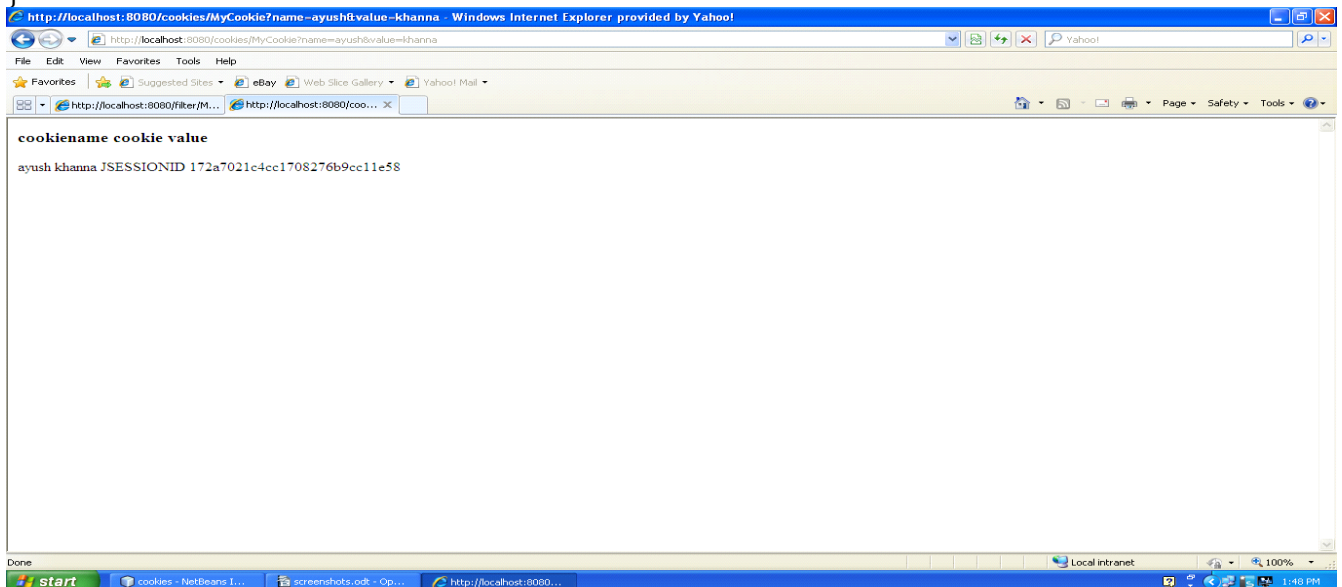 http://localhost:8080/cookies/MyCookie?name=ayush&value=khanna - Windows Internet Explorer provided by Yahoo!
http://localhost:8080/cookies/MyCookie?name=ayush&value=khanna Yahoo!
File Edit View Favorites Tools Help
Favorites Suggested Sites eBay Web Slice Gallery Yahoo! Mail
http://localhost:8080/filter/M... http://localhost:8080/coo... Page Safety Tools
cookiename cookie value
ayush khanna JSESSIONID 172a7021c4cc1708276b9cc11e58
Done Local intranet 100%
start cookies - NetBeans I... screenshots.odt - Op... http://localhost:8080... 1:48 PM